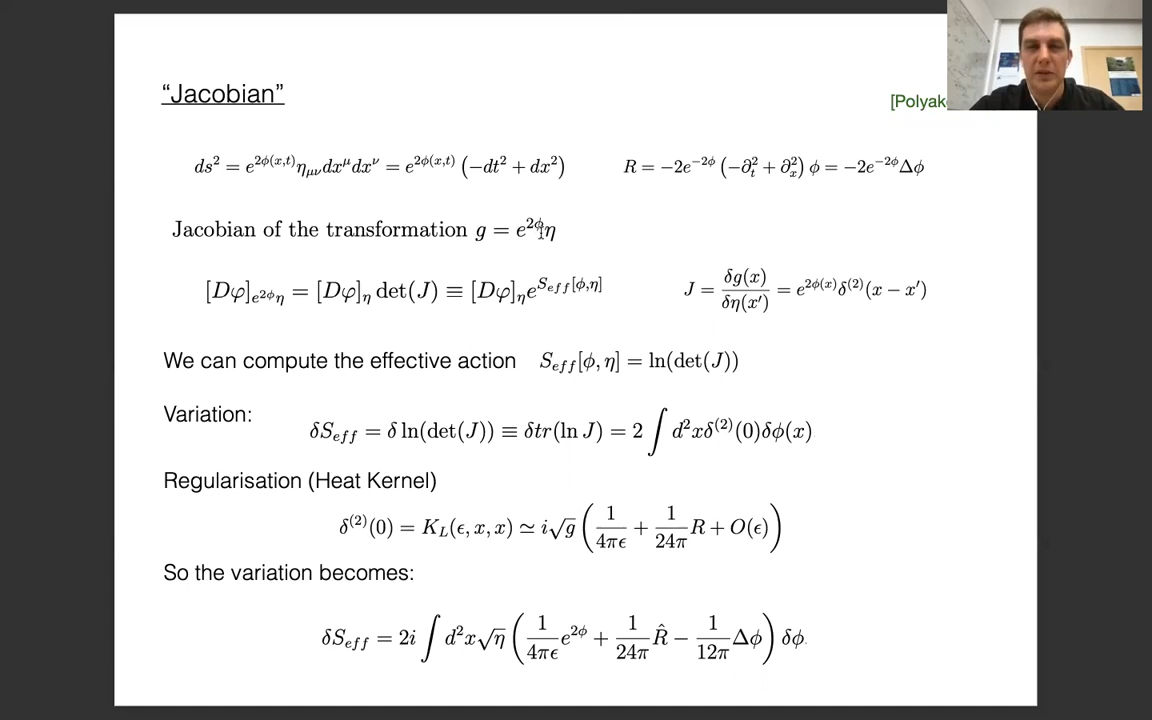 “Jacobian”
[Polyak
ds² = e^{2ϕ(x,t)}η_{μν}dx^μdx^ν = e^{2ϕ(x,t)} (−dt² + dx²)    R = −2e^{−2ϕ} (−∂_t² + ∂_x²) ϕ = −2e^{−2ϕ}Δϕ
Jacobian of the transformation g = e^{2ϕ}η
[Dφ]_{e^{2ϕ}η} = [Dφ]_η det(J) ≡ [Dφ]_η e^{S_{eff}[ϕ,η]}    J = δg(x)/δη(x′) = e^{2ϕ(x)}δ^{(2)}(x − x′)
We can compute the effective action S_{eff}[ϕ, η] = ln(det(J))
Variation:
δS_{eff} = δ ln(det(J)) ≡ δtr(ln J) = 2 ∫ d²xδ^{(2)}(0)δϕ(x)
Regularisation (Heat Kernel)
δ^{(2)}(0) = K_L(ϵ, x, x) ≃ i√g (1/4πϵ + 1/24π R + O(ϵ))
So the variation becomes:
δS_{eff} = 2i ∫ d²x√η (1/4πϵ e^{2ϕ} + 1/24π R̂ − 1/12π Δϕ) δϕ.